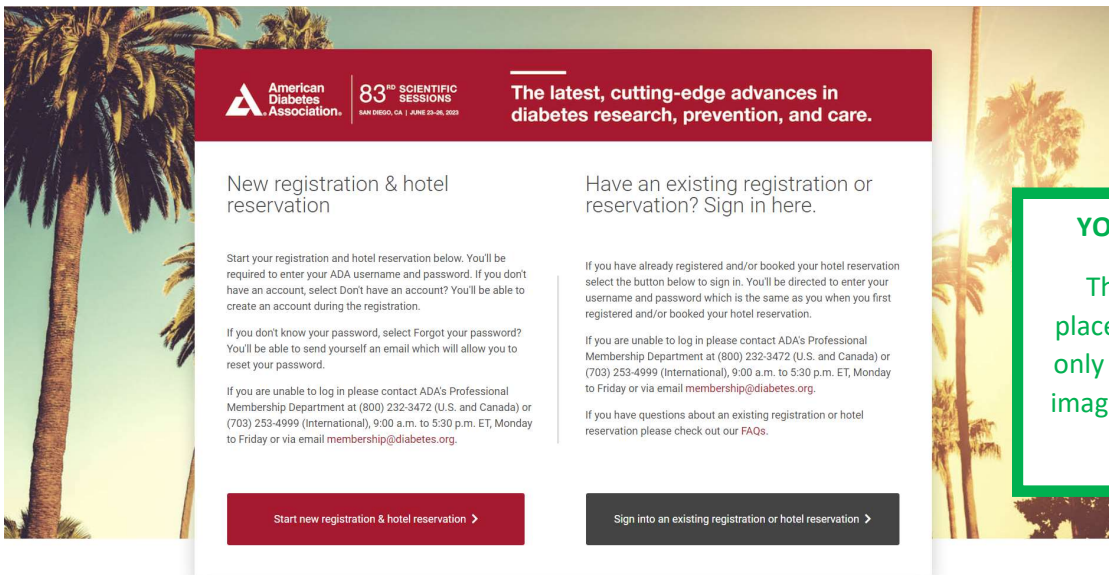 American
Diabetes
Association®
83RD SCIENTIFIC
SESSIONS
SAN DIEGO, CA | JUNE 23-26, 2023
The latest, cutting-edge advances in
diabetes research, prevention, and care.
New registration & hotel
reservation
Start your registration and hotel reservation below. You'll be
required to enter your ADA username and password. If you don't
have an account, select Don't have an account? You'll be able to
create an account during the registration.
If you don't know your password, select Forgot your password?
You'll be able to send yourself an email which will allow you to
reset your password.
If you are unable to log in please contact ADA's Professional
Membership Department at (800) 232-3472 (U.S. and Canada) or
(703) 253-4999 (International), 9:00 a.m. to 5:30 p.m. ET, Monday
to Friday or via email membership@diabetes.org.
Start new registration & hotel reservation >
Have an existing registration or
reservation? Sign in here.
If you have already registered and/or booked your hotel reservation
select the button below to sign in. You'll be directed to enter your
username and password which is the same as you when you first
registered and/or booked your hotel reservation.
If you are unable to log in please contact ADA's Professional
Membership Department at (800) 232-3472 (U.S. and Canada) or
(703) 253-4999 (International), 9:00 a.m. to 5:30 p.m. ET, Monday
to Friday or via email membership@diabetes.org.
If you have questions about an existing registration or hotel
reservation please check out our FAQs.
Sign into an existing registration or hotel reservation >
only